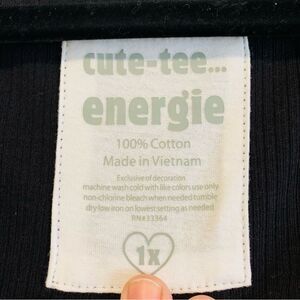 cute-tee...
energie
100% Cotton
Made in Vietnam
Exclusive of decoration
machine wash cold with like colors use only
non-chlorine bleach when needed tumble
dry low iron on lowest setting as needed
RN#33364
1x